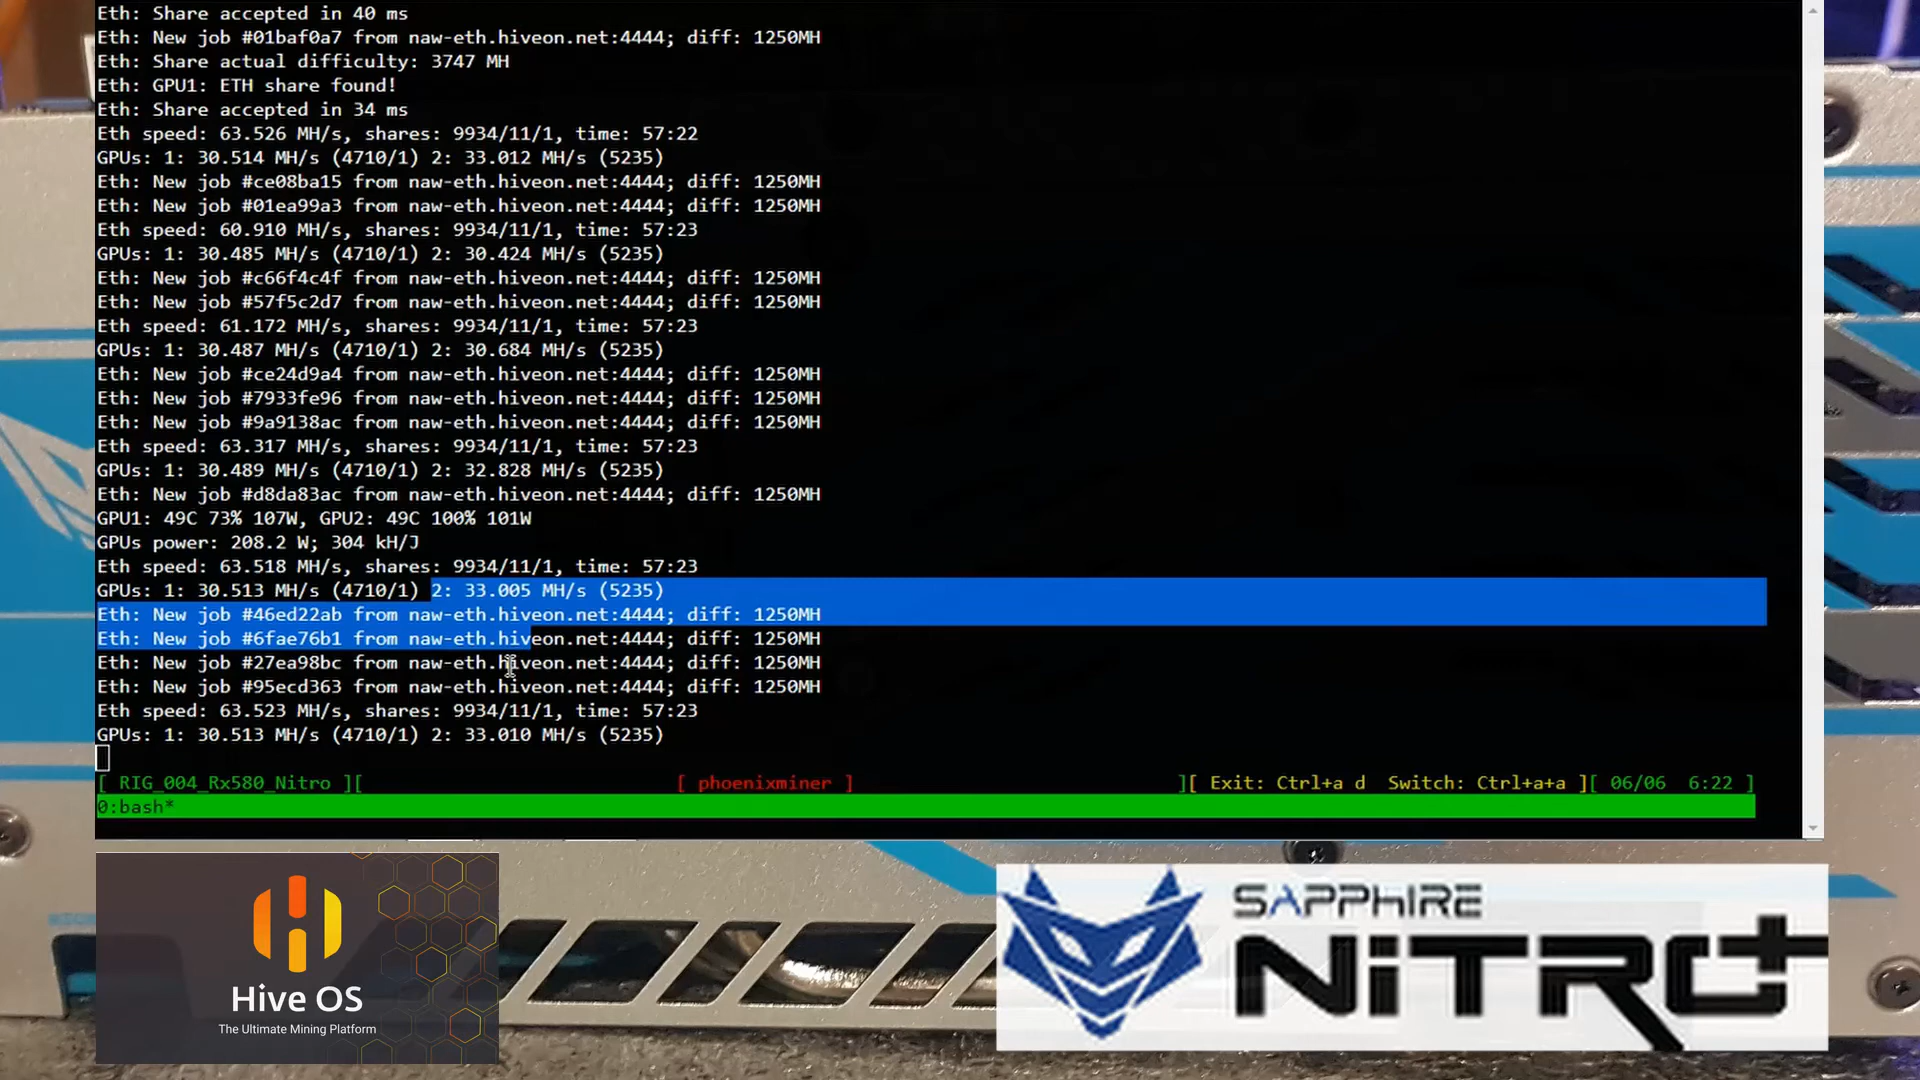 Eth: Share accepted in 40 ms
Eth: New job #01baf0a7 from naw-eth.hiveon.net:4444; diff: 1250MH
Eth: Share actual difficulty: 3747 MH
Eth: GPU1: ETH share found!
Eth: Share accepted in 34 ms
Eth speed: 63.526 MH/s, shares: 9934/11/1, time: 57:22
GPUs: 1: 30.514 MH/s (4710/1) 2: 33.012 MH/s (5235)
Eth: New job #ce08ba15 from naw-eth.hiveon.net:4444; diff: 1250MH
Eth: New job #01ea99a3 from naw-eth.hiveon.net:4444; diff: 1250MH
Eth speed: 60.910 MH/s, shares: 9934/11/1, time: 57:23
GPUs: 1: 30.485 MH/s (4710/1) 2: 30.424 MH/s (5235)
Eth: New job #c66f4c4f from naw-eth.hiveon.net:4444; diff: 1250MH
Eth: New job #57f5c2d7 from naw-eth.hiveon.net:4444; diff: 1250MH
Eth speed: 61.172 MH/s, shares: 9934/11/1, time: 57:23
GPUs: 1: 30.487 MH/s (4710/1) 2: 30.684 MH/s (5235)
Eth: New job #ce24d9a4 from naw-eth.hiveon.net:4444; diff: 1250MH
Eth: New job #7933fe96 from naw-eth.hiveon.net:4444; diff: 1250MH
Eth: New job #9a9138ac from naw-eth.hiveon.net:4444; diff: 1250MH
Eth speed: 63.317 MH/s, shares: 9934/11/1, time: 57:23
GPUs: 1: 30.489 MH/s (4710/1) 2: 32.828 MH/s (5235)
Eth: New job #d8da83ac from naw-eth.hiveon.net:4444; diff: 1250MH
GPU1: 49C 73% 107W, GPU2: 49C 100% 101W
GPUs power: 208.2 W; 304 kH/J
Eth speed: 63.518 MH/s, shares: 9934/11/1, time: 57:23
GPUs: 1: 30.513 MH/s (4710/1) 2: 33.005 MH/s (5235)
Eth: New job #46ed22ab from naw-eth.hiveon.net:4444; diff: 1250MH
Eth: New job #6fae76b1 from naw-eth.hiveon.net:4444; diff: 1250MH
Eth: New job #27ea98bc from naw-eth.hiveon.net:4444; diff: 1250MH
Eth: New job #95ecd363 from naw-eth.hiveon.net:4444; diff: 1250MH
Eth speed: 63.523 MH/s, shares: 9934/11/1, time: 57:23
GPUs: 1: 30.513 MH/s (4710/1) 2: 33.010 MH/s (5235)
[ RIG_004_Rx580_Nitro ][ [ phoenixminer ] ][ Exit: Ctrl+a d Switch: Ctrl+a+a ][ 06/06 6:22 ]
0:bash*
Hive OS
The Ultimate Mining Platform
SAPPHIRE
NITRO+